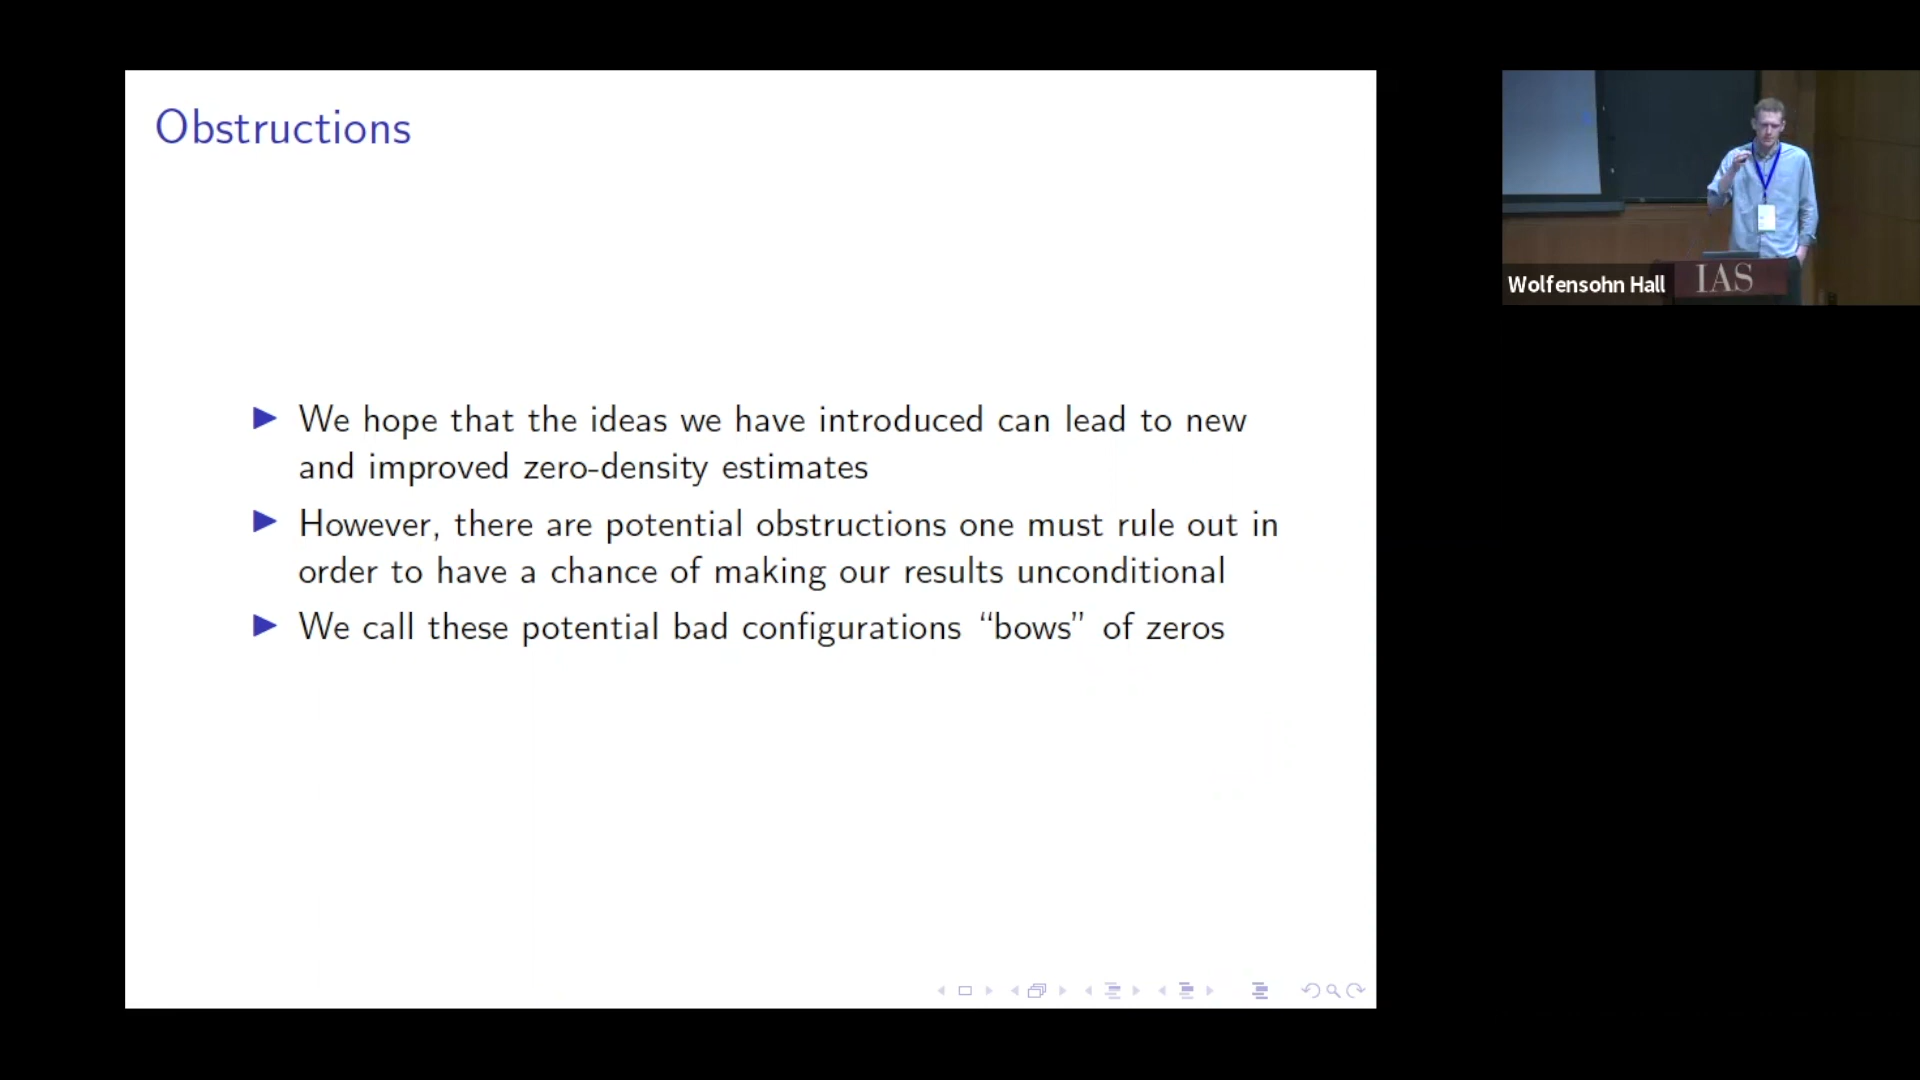 Obstructions
We hope that the ideas we have introduced can lead to new
and improved zero-density estimates
However, there are potential obstructions one must rule out in
order to have a chance of making our results unconditional
We call these potential bad configurations “bows” of zeros
Wolfensohn Hall
IAS